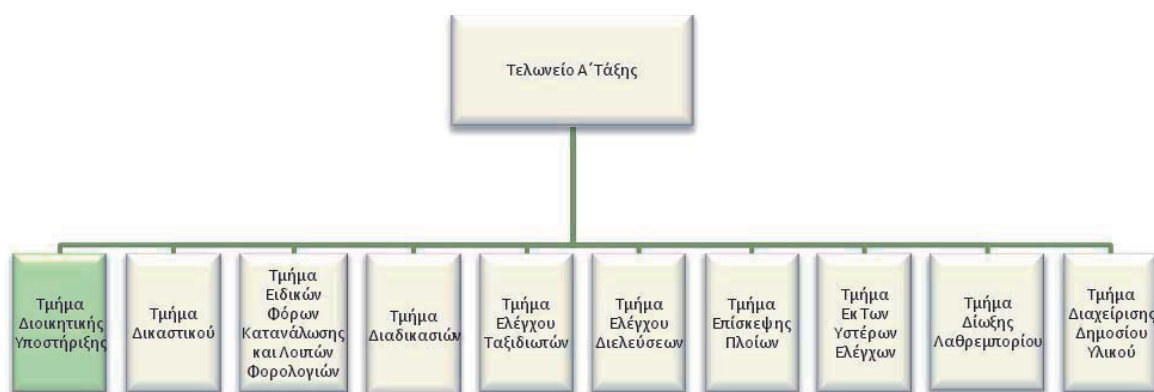 Τελωνείο Α΄ Τάξης
Τμήμα
Διοικητικής
Υποστήριξης
Τμήμα
Δικαστικού
Τμήμα
Ειδικών
Φόρων
Κατανάλωσης
και Λοιπών
Φορολογιών
Τμήμα
Διαδικασιών
Τμήμα
Ελέγχου
Ταξιδιωτών
Τμήμα
Ελέγχου
Διελεύσεων
Τμήμα
Επίσκεψης
Πλοίων
Τμήμα
Εκ Των
Υστέρων
Ελέγχων
Τμήμα
Δίωξης
Λαθρεμπορίου
Τμήμα
Διαχείρισης
Δημοσίου
Υλικού